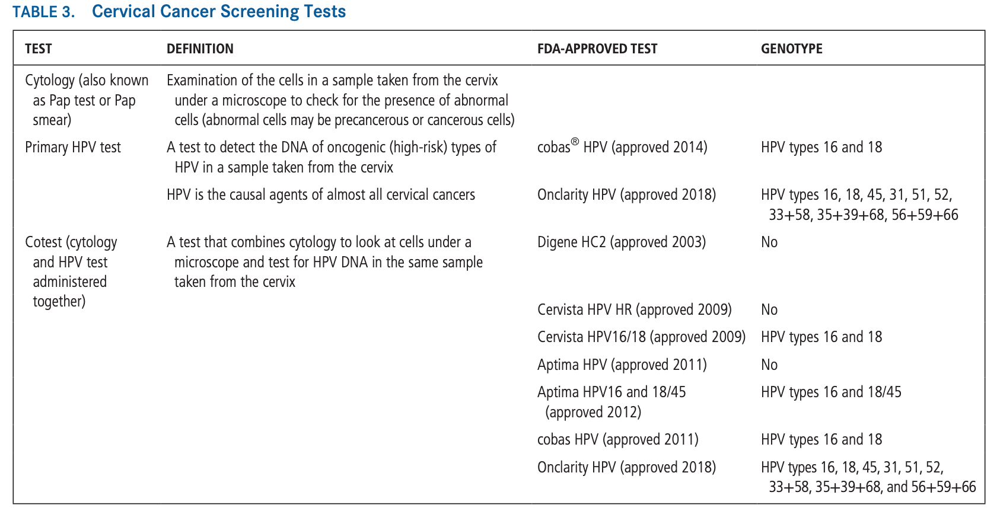 TABLE 3. Cervical Cancer Screening Tests
TEST DEFINITION FDA-APPROVED TEST GENOTYPE
Cytology (also known
as Pap test or Pap
smear)
Examination of the cells in a sample taken from the cervix
under a microscope to check for the presence of abnormal
cells (abnormal cells may be precancerous or cancerous cells)
Primary HPV test
A test to detect the DNA of oncogenic (high-risk) types of
HPV in a sample taken from the cervix
cobas® HPV (approved 2014)
HPV types 16 and 18
HPV is the causal agents of almost all cervical cancers
Onclarity HPV (approved 2018)
HPV types 16, 18, 45, 31, 51, 52,
33+58, 35+39+68, 56+59+66
Cotest (cytology
and HPV test
administered
together)
A test that combines cytology to look at cells under a
microscope and test for HPV DNA in the same sample
taken from the cervix
Digene HC2 (approved 2003)
No
Cervista HPV HR (approved 2009)
No
Cervista HPV16/18 (approved 2009)
HPV types 16 and 18
Aptima HPV (approved 2011)
No
Aptima HPV16 and 18/45
(approved 2012)
HPV types 16 and 18/45
cobas HPV (approved 2011)
HPV types 16 and 18
Onclarity HPV (approved 2018)
HPV types 16, 18, 45, 31, 51, 52,
33+58, 35+39+68, and 56+59+66